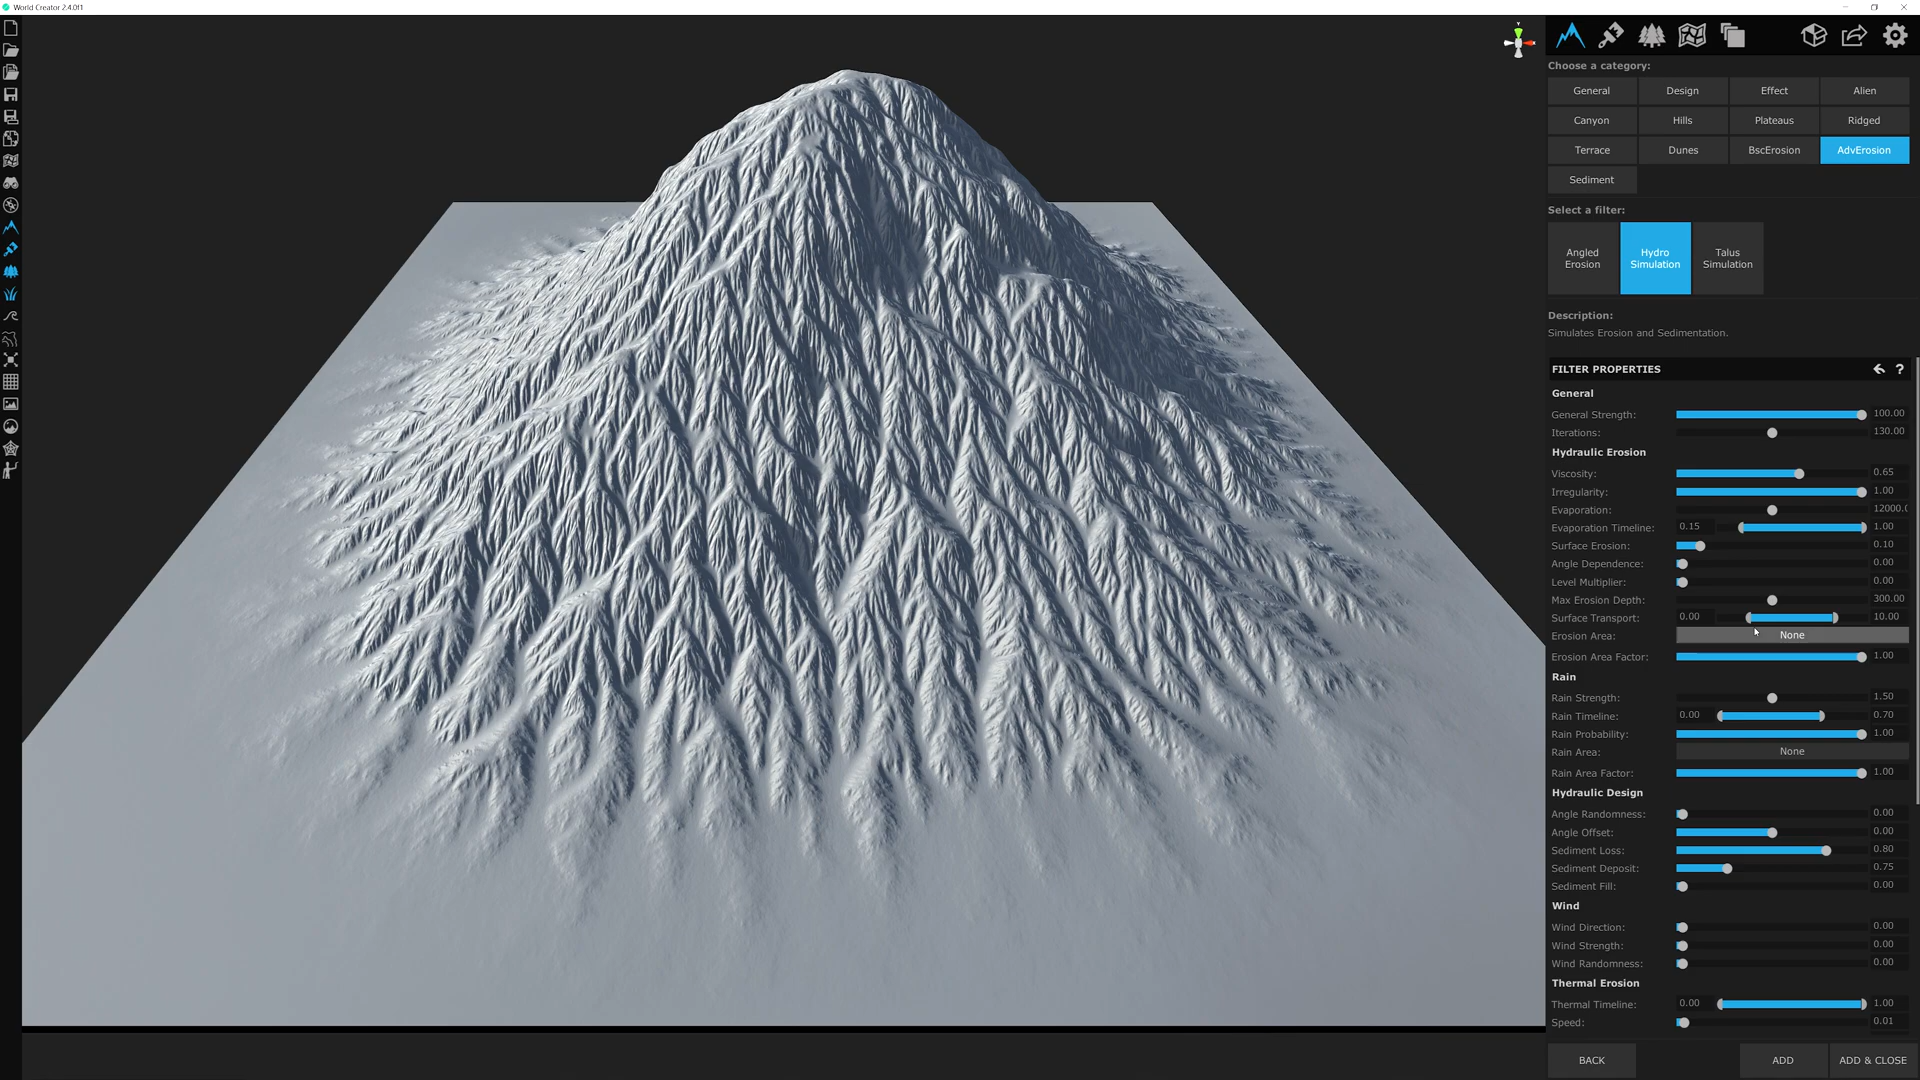 World Creator 2.4.0f1
Y
Choose a category:
General Design Effect Alien
Canyon Hills Plateaus Ridged
Terrace Dunes BscErosion AdvErosion
Sediment
Select a filter:
Angled Erosion
Hydro Simulation
Talus Simulation
Description:
Simulates Erosion and Sedimentation.
FILTER PROPERTIES ?
General
General Strength: 100.00
Iterations: 130.00
Hydraulic Erosion
Viscosity: 0.65
Irregularity: 1.00
Evaporation: 12000.0
Evaporation Timeline: 0.15 1.00
Surface Erosion: 0.10
Angle Dependence: 0.00
Level Multiplier: 0.00
Max Erosion Depth: 300.00
Surface Transport: 0.00 10.00
Erosion Area: None
Erosion Area Factor: 1.00
Rain
Rain Strength: 1.50
Rain Timeline: 0.00 0.70
Rain Probability: 1.00
Rain Area: None
Rain Area Factor: 1.00
Hydraulic Design
Angle Randomness: 0.00
Angle Offset: 0.00
Sediment Loss: 0.80
Sediment Deposit: 0.75
Sediment Fill: 0.00
Wind
Wind Direction: 0.00
Wind Strength: 0.00
Wind Randomness: 0.00
Thermal Erosion
Thermal Timeline: 0.00 1.00
Speed: 0.01
BACK ADD ADD & CLOSE